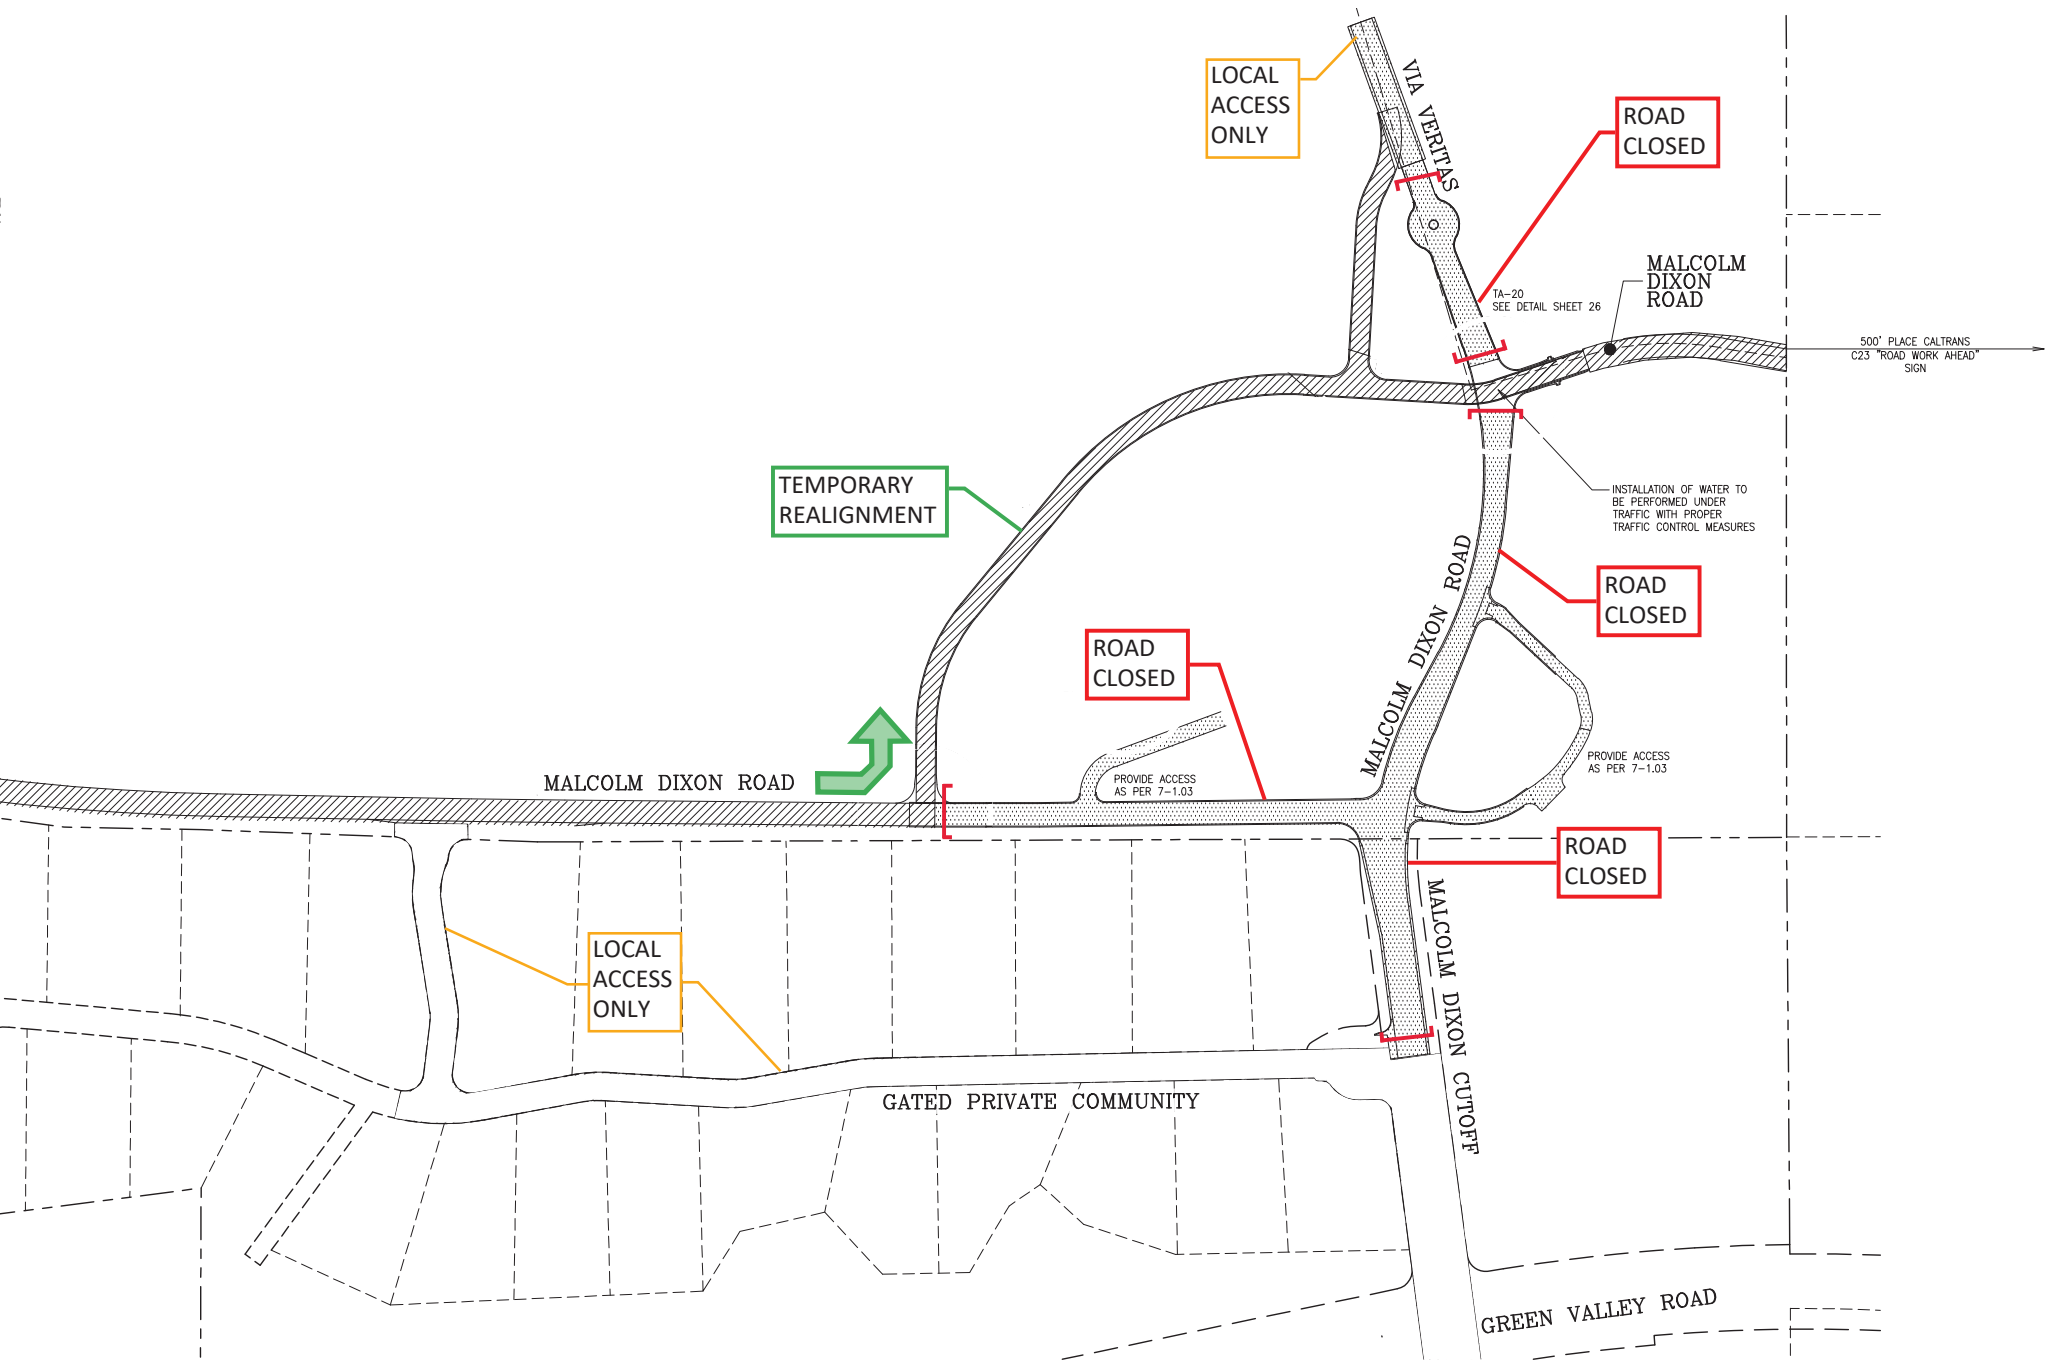 LOCAL
ACCESS
ONLY
VIA VERITAS
ROAD
CLOSED
MALCOLM
DIXON
ROAD
TA-20
SEE DETAIL SHEET 26
500' PLACE CALTRANS
C23 "ROAD WORK AHEAD"
SIGN
TEMPORARY
REALIGNMENT
INSTALLATION OF WATER TO
BE PERFORMED UNDER
TRAFFIC WITH PROPER
TRAFFIC CONTROL MEASURES
MALCOLM DIXON ROAD
ROAD
CLOSED
ROAD
CLOSED
MALCOLM DIXON ROAD
PROVIDE ACCESS
AS PER 7-1.03
PROVIDE ACCESS
AS PER 7-1.03
ROAD
CLOSED
MALCOLM DIXON CUTOFF
LOCAL
ACCESS
ONLY
GATED PRIVATE COMMUNITY
GREEN VALLEY ROAD